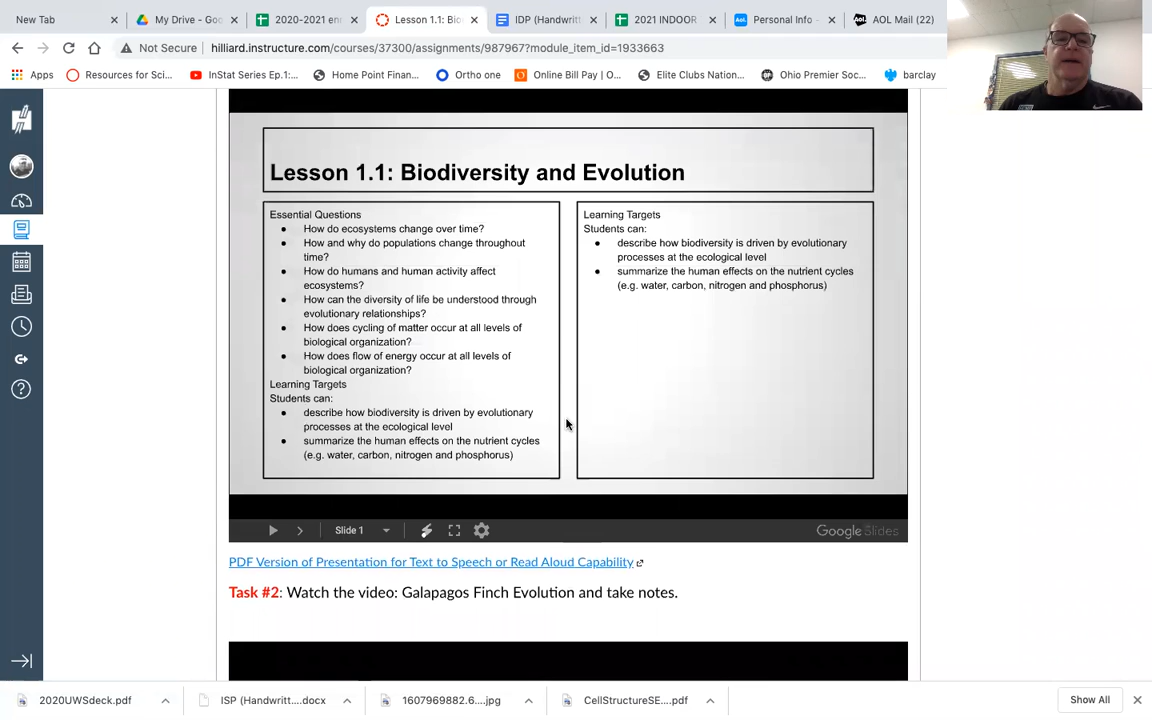 New Tab
My Drive - Goo
2020-2021 en
Lesson 1.1: Bio
IDP (Handwritt
2021 INDOOR
Personal Info -
Aol.
AOL Mail (22)
Not Secure hilliard.instructure.com/courses/37300/assignments/987967?module_item_id=1933663
Apps
Resources for Sci...
InStat Series Ep.1:...
Home Point Finan...
Ortho one
Online Bill Pay | O...
Elite Clubs Nation...
Ohio Premier Soc...
barclay
Lesson 1.1: Biodiversity and Evolution
Essential Questions
● How do ecosystems change over time?
● How and why do populations change throughout
time?
● How do humans and human activity affect
ecosystems?
● How can the diversity of life be understood through
evolutionary relationships?
● How does cycling of matter occur at all levels of
biological organization?
● How does flow of energy occur at all levels of
biological organization?
Learning Targets
Students can:
● describe how biodiversity is driven by evolutionary
processes at the ecological level
● summarize the human effects on the nutrient cycles
(e.g. water, carbon, nitrogen and phosphorus)
Learning Targets
Students can:
● describe how biodiversity is driven by evolutionary
processes at the ecological level
● summarize the human effects on the nutrient cycles
(e.g. water, carbon, nitrogen and phosphorus)
Slide 1
Google Slides
PDF Version of Presentation for Text to Speech or Read Aloud Capability
Task #2: Watch the video: Galapagos Finch Evolution and take notes.
2020UWSdeck.pdf
ISP (Handwritt....docx
1607969882.6....jpg
CellStructureSE....pdf
Show All